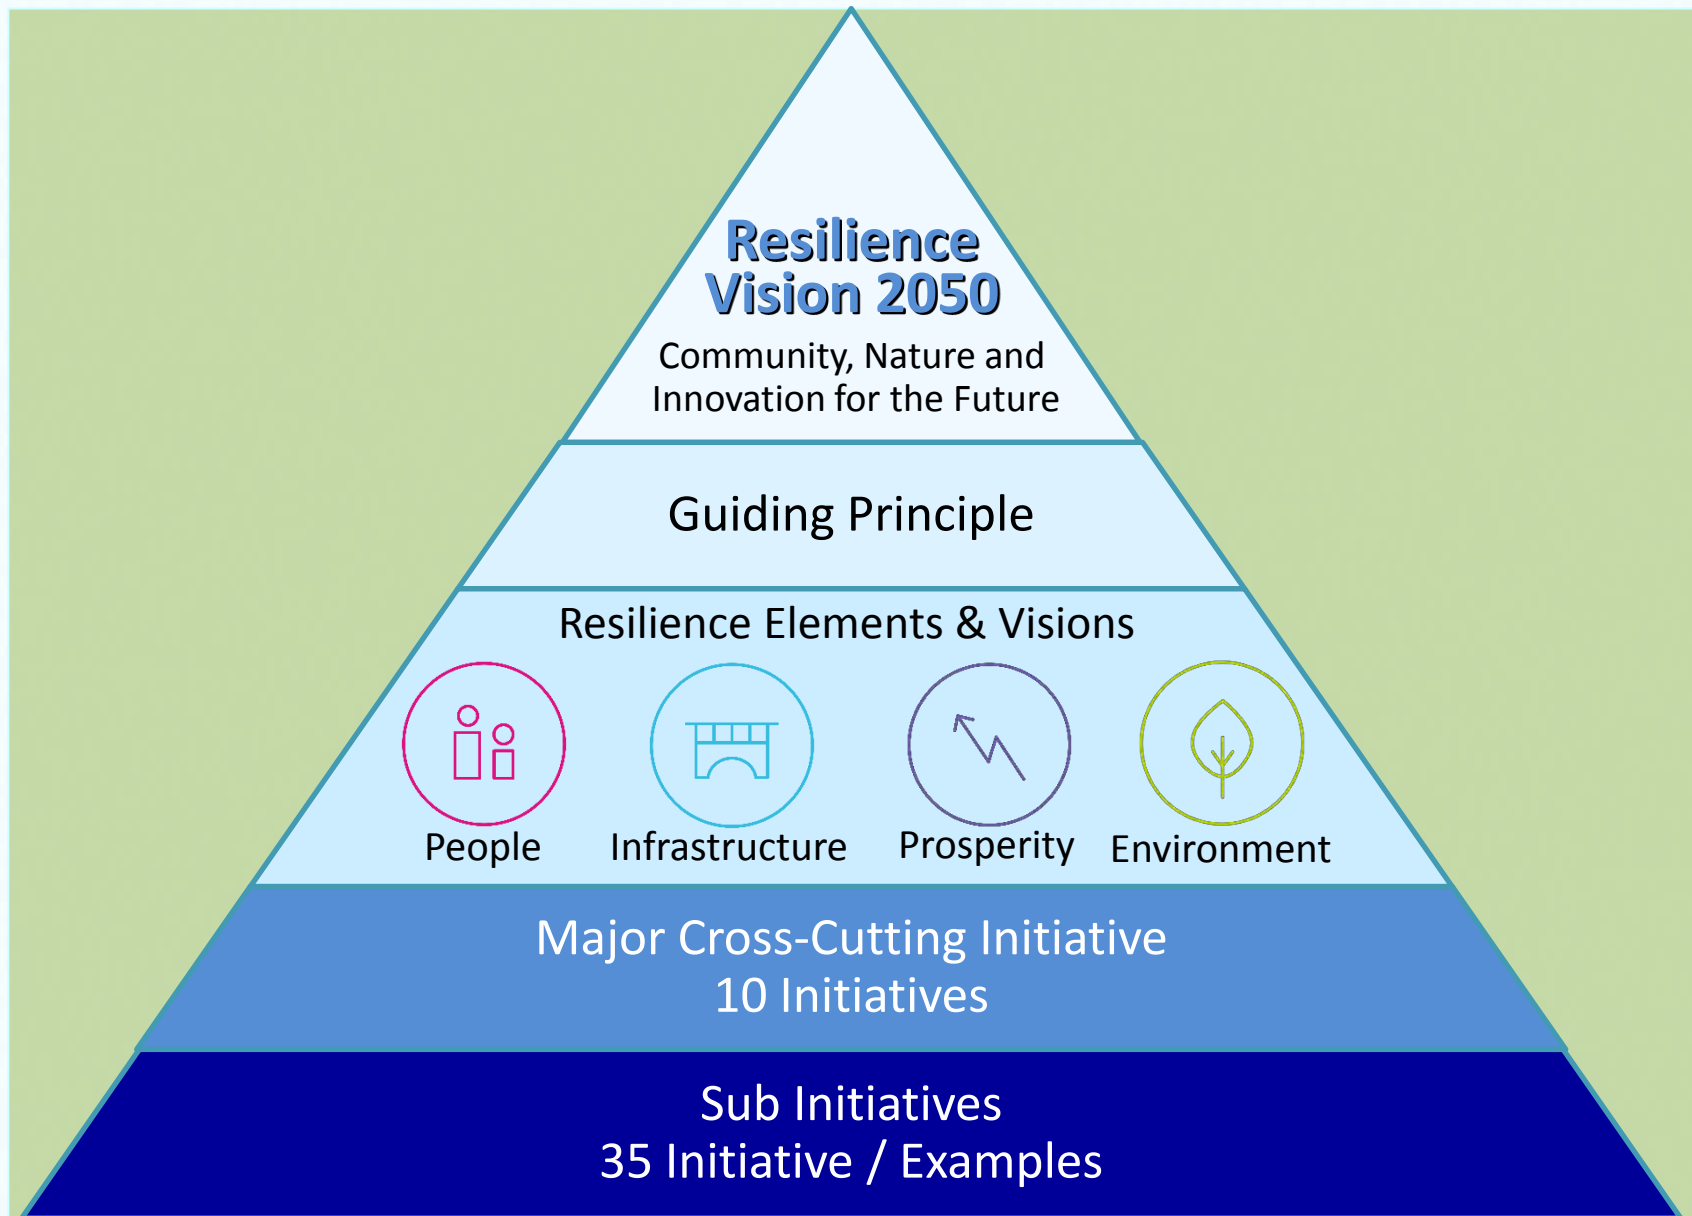 Resilience
Vision 2050
Community, Nature and
Innovation for the Future
Guiding Principle
Resilience Elements & Visions
People
Infrastructure
Prosperity
Environment
Major Cross-Cutting Initiative
10 Initiatives
Sub Initiatives
35 Initiative / Examples